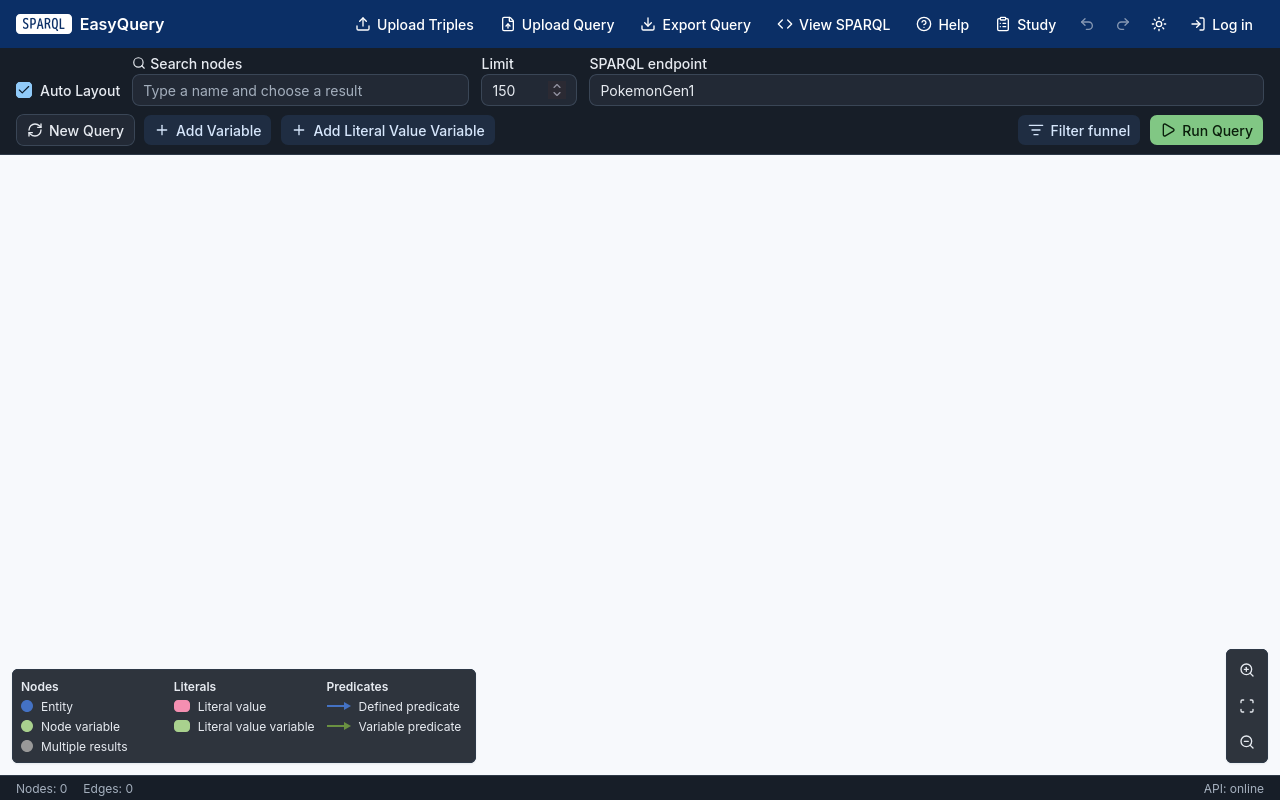 SPARQL EasyQuery Upload Triples Upload Query Export Query View SPARQL Help Study Log in
Search nodes Limit SPARQL endpoint
Auto Layout Type a name and choose a result 150 PokemonGen1
New Query Add Variable Add Literal Value Variable Filter funnel Run Query
Nodes Literals Predicates
Entity Literal value Defined predicate
Node variable Literal value variable Variable predicate
Multiple results
Nodes: 0 Edges: 0 API: online